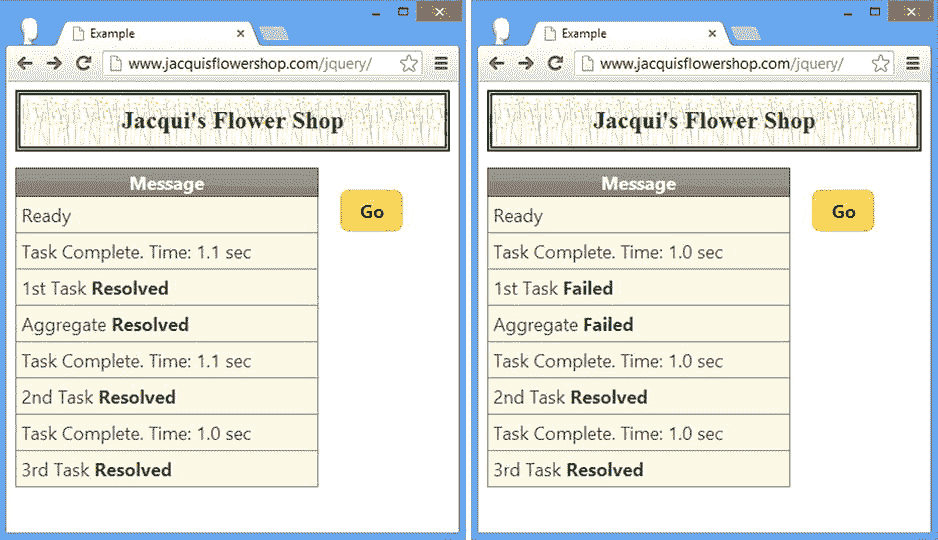 Example
www.jacquisflowershop.com/jquery/
Jacqui's Flower Shop
Message
Go
Ready
Task Complete. Time: 1.1 sec
1st Task Resolved
Aggregate Resolved
Task Complete. Time: 1.1 sec
2nd Task Resolved
Task Complete. Time: 1.0 sec
3rd Task Resolved
Example
www.jacquisflowershop.com/jquery/
Jacqui's Flower Shop
Message
Go
Ready
Task Complete. Time: 1.0 sec
1st Task Failed
Aggregate Failed
Task Complete. Time: 1.0 sec
2nd Task Resolved
Task Complete. Time: 1.0 sec
3rd Task Resolved